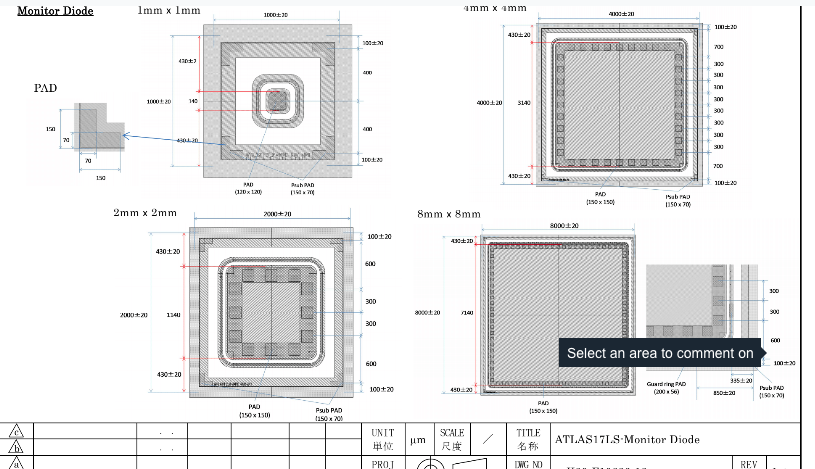 Monitor Diode
1mm x 1mm
1000±20
100±20
430±2
400
1000±20
140
430±20
400
100±20
PAD
(120 x 120)
Psub PAD
(150 x 70)
PAD
150
70
70
150
4mm x 4mm
4000±20
100±20
430±20
700
300
300
300
4000±20
3140
300
300
300
300
300
700
430±20
100±20
PAD
(150 x 150)
Psub PAD
(150 x 70)
2mm x 2mm
2000±20
100±20
430±20
600
2000±20
1140
300
300
600
430±20
100±20
PAD
(150 x 150)
Psub PAD
(150 x 70)
8mm x 8mm
8000±20
430±20
8000±20
7140
430±20
PAD
(150 x 150)
300
300
600
100±20
Select an area to comment on
335±20
850±20
Guard ring PAD
(200 x 56)
Psub PAD
(150 x 70)
c
b
a
UNIT
単位
μm
SCALE
尺度
TITLE
名称
ATLAS17LS-Monitor Diode
PROJ
DWG NO
REV